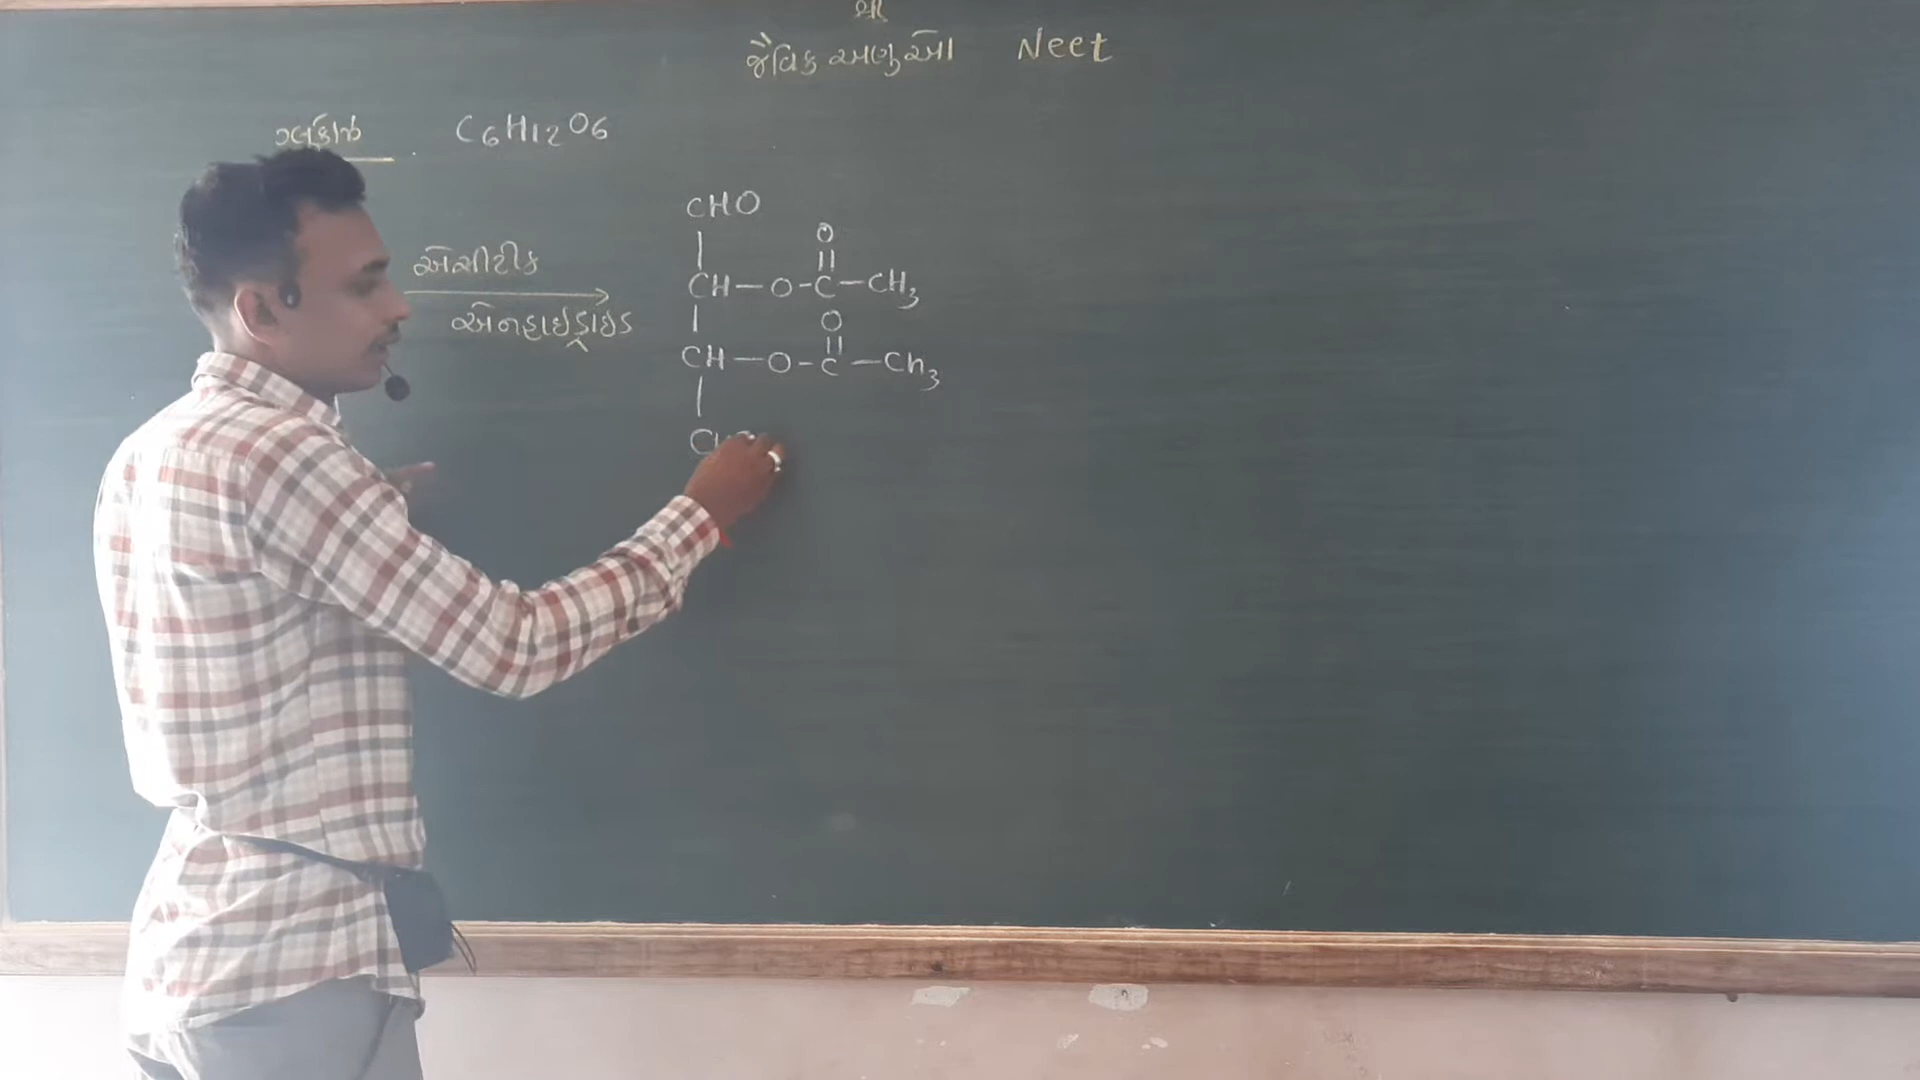 શ્રી
જૈવિક અણુઓ Neet
ગ્લુકોઝ C6H12O6
CHO
O
એસીટીક
CH-O-C-CH3
એનહાઇડ્રાઇડ
O
CH-O-C-Ch3